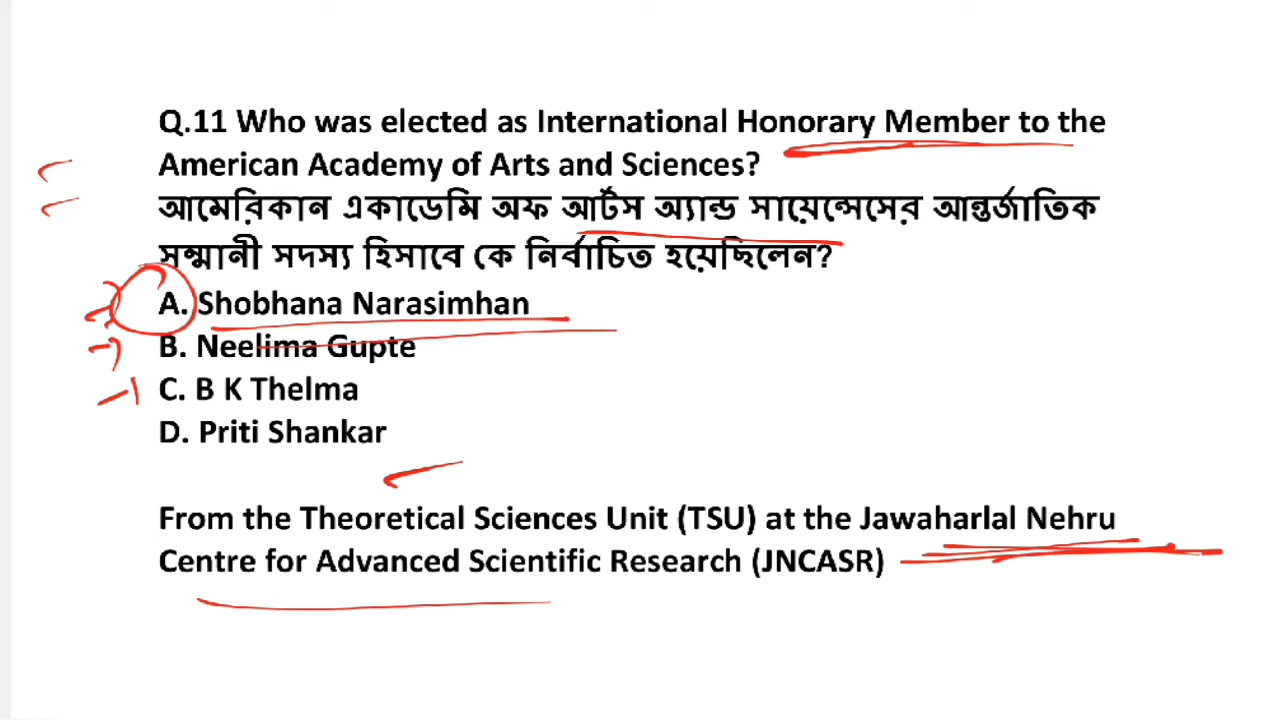 Q.11 Who was elected as International Honorary Member to the
American Academy of Arts and Sciences?
আমেরিকান একাডেমি অফ আর্টস অ্যান্ড সায়েন্সেসের আন্তর্জাতিক
সম্মানী সদস্য হিসাবে কে নির্বাচিত হয়েছিলেন?
A. Shobhana Narasimhan
B. Neelima Gupte
C. B K Thelma
D. Priti Shankar
From the Theoretical Sciences Unit (TSU) at the Jawaharlal Nehru
Centre for Advanced Scientific Research (JNCASR)